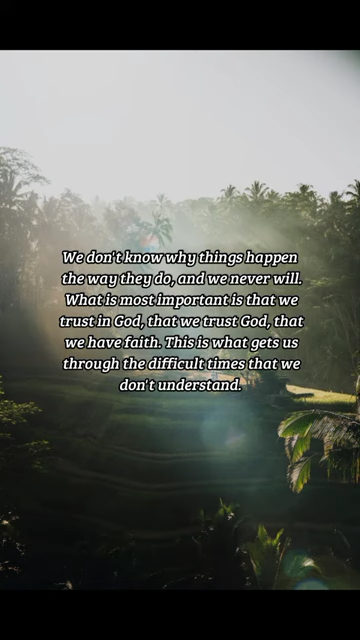 We don't know why things happen
the way they do, and we never will.
What is most important is that we
trust in God, that we trust God, that
we have faith. This is what gets us
through the difficult times that we
don't understand.